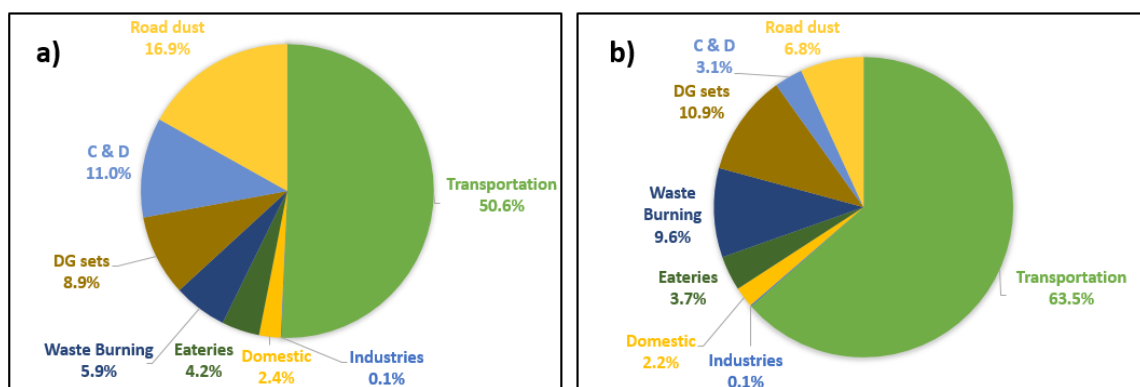 a)
Road dust
16.9%
C & D
11.0%
Transportation
50.6%
DG sets
8.9%
Waste Burning
5.9%
Eateries
4.2%
Domestic
2.4%
Industries
0.1%
b)
Road dust
6.8%
C & D
3.1%
DG sets
10.9%
Waste
Burning
9.6%
Transportation
63.5%
Eateries
3.7%
Domestic
2.2%
Industries
0.1%